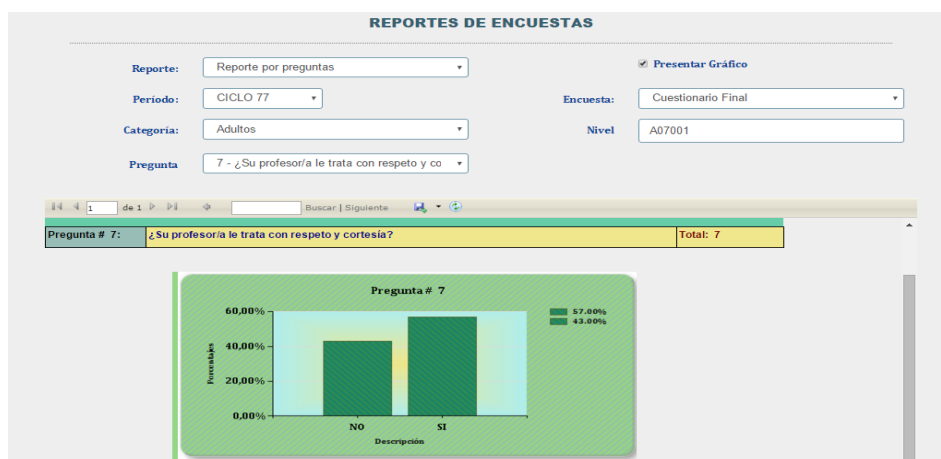 REPORTES DE ENCUESTAS
Reporte: Reporte por preguntas Presentar Gráfico
Período: CICLO 77 Encuesta: Cuestionario Final
Categoría: Adultos Nivel A07001
Pregunta 7 - ¿Su profesor/a le trata con respeto y co
1 de 1 Buscar | Siguiente
Pregunta # 7: ¿Su profesor/a le trata con respeto y cortesía? Total: 7
Pregunta # 7
57.00%
43.00%
60,00%
40,00%
20,00%
0,00%
Porcentajes
NO SI
Descripción